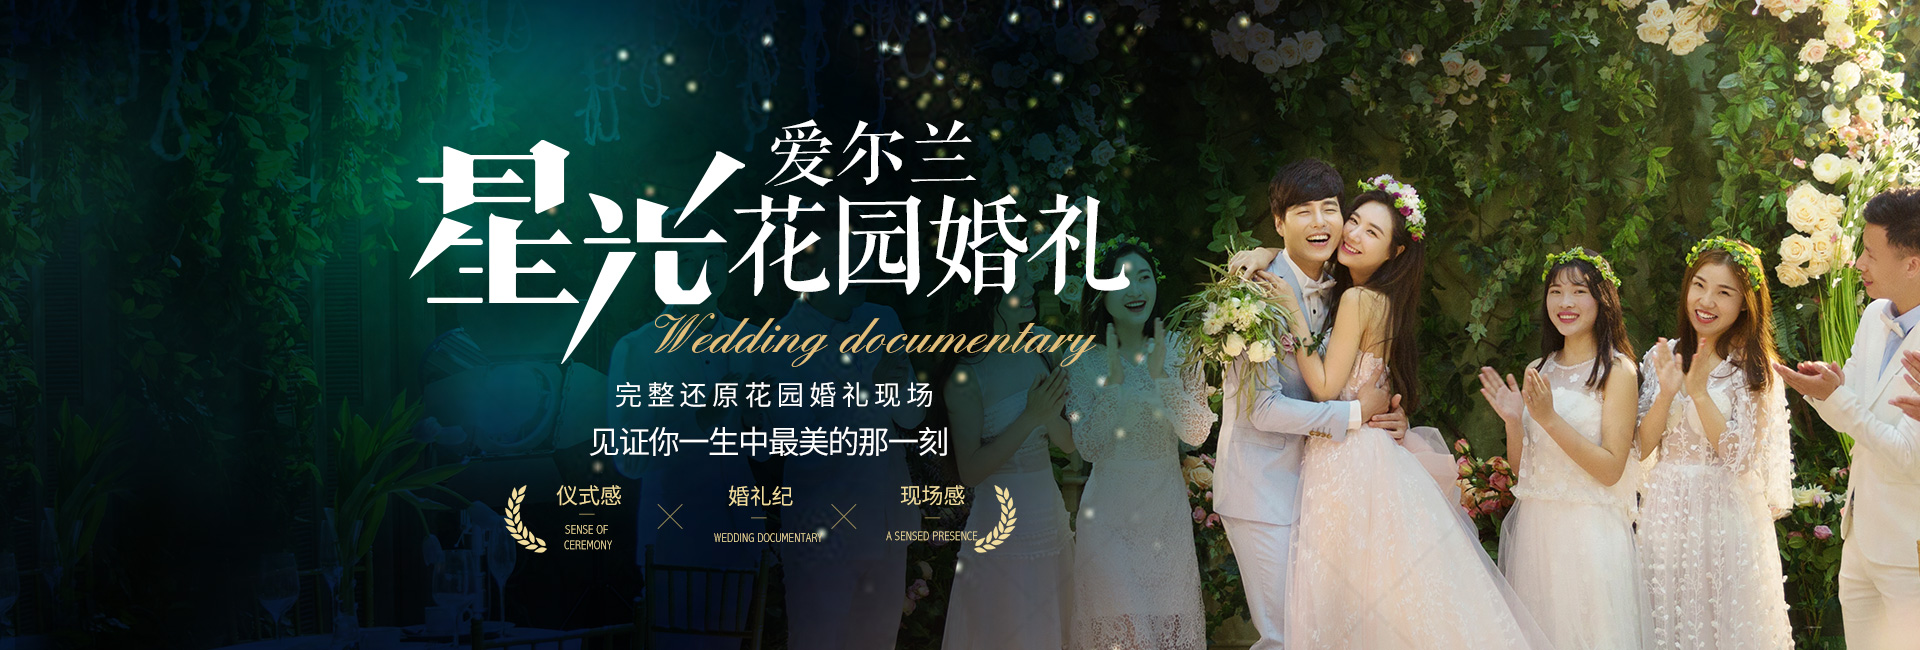 爱尔兰
星光花园婚礼
Wedding documentary
完整还原花园婚礼现场
见证你一生中最美的那一刻
仪式感 × 婚礼纪 × 现场感
SENSE OF
CEREMONY
WEDDING DOCUMENTARY
A SENSED PRESENCE